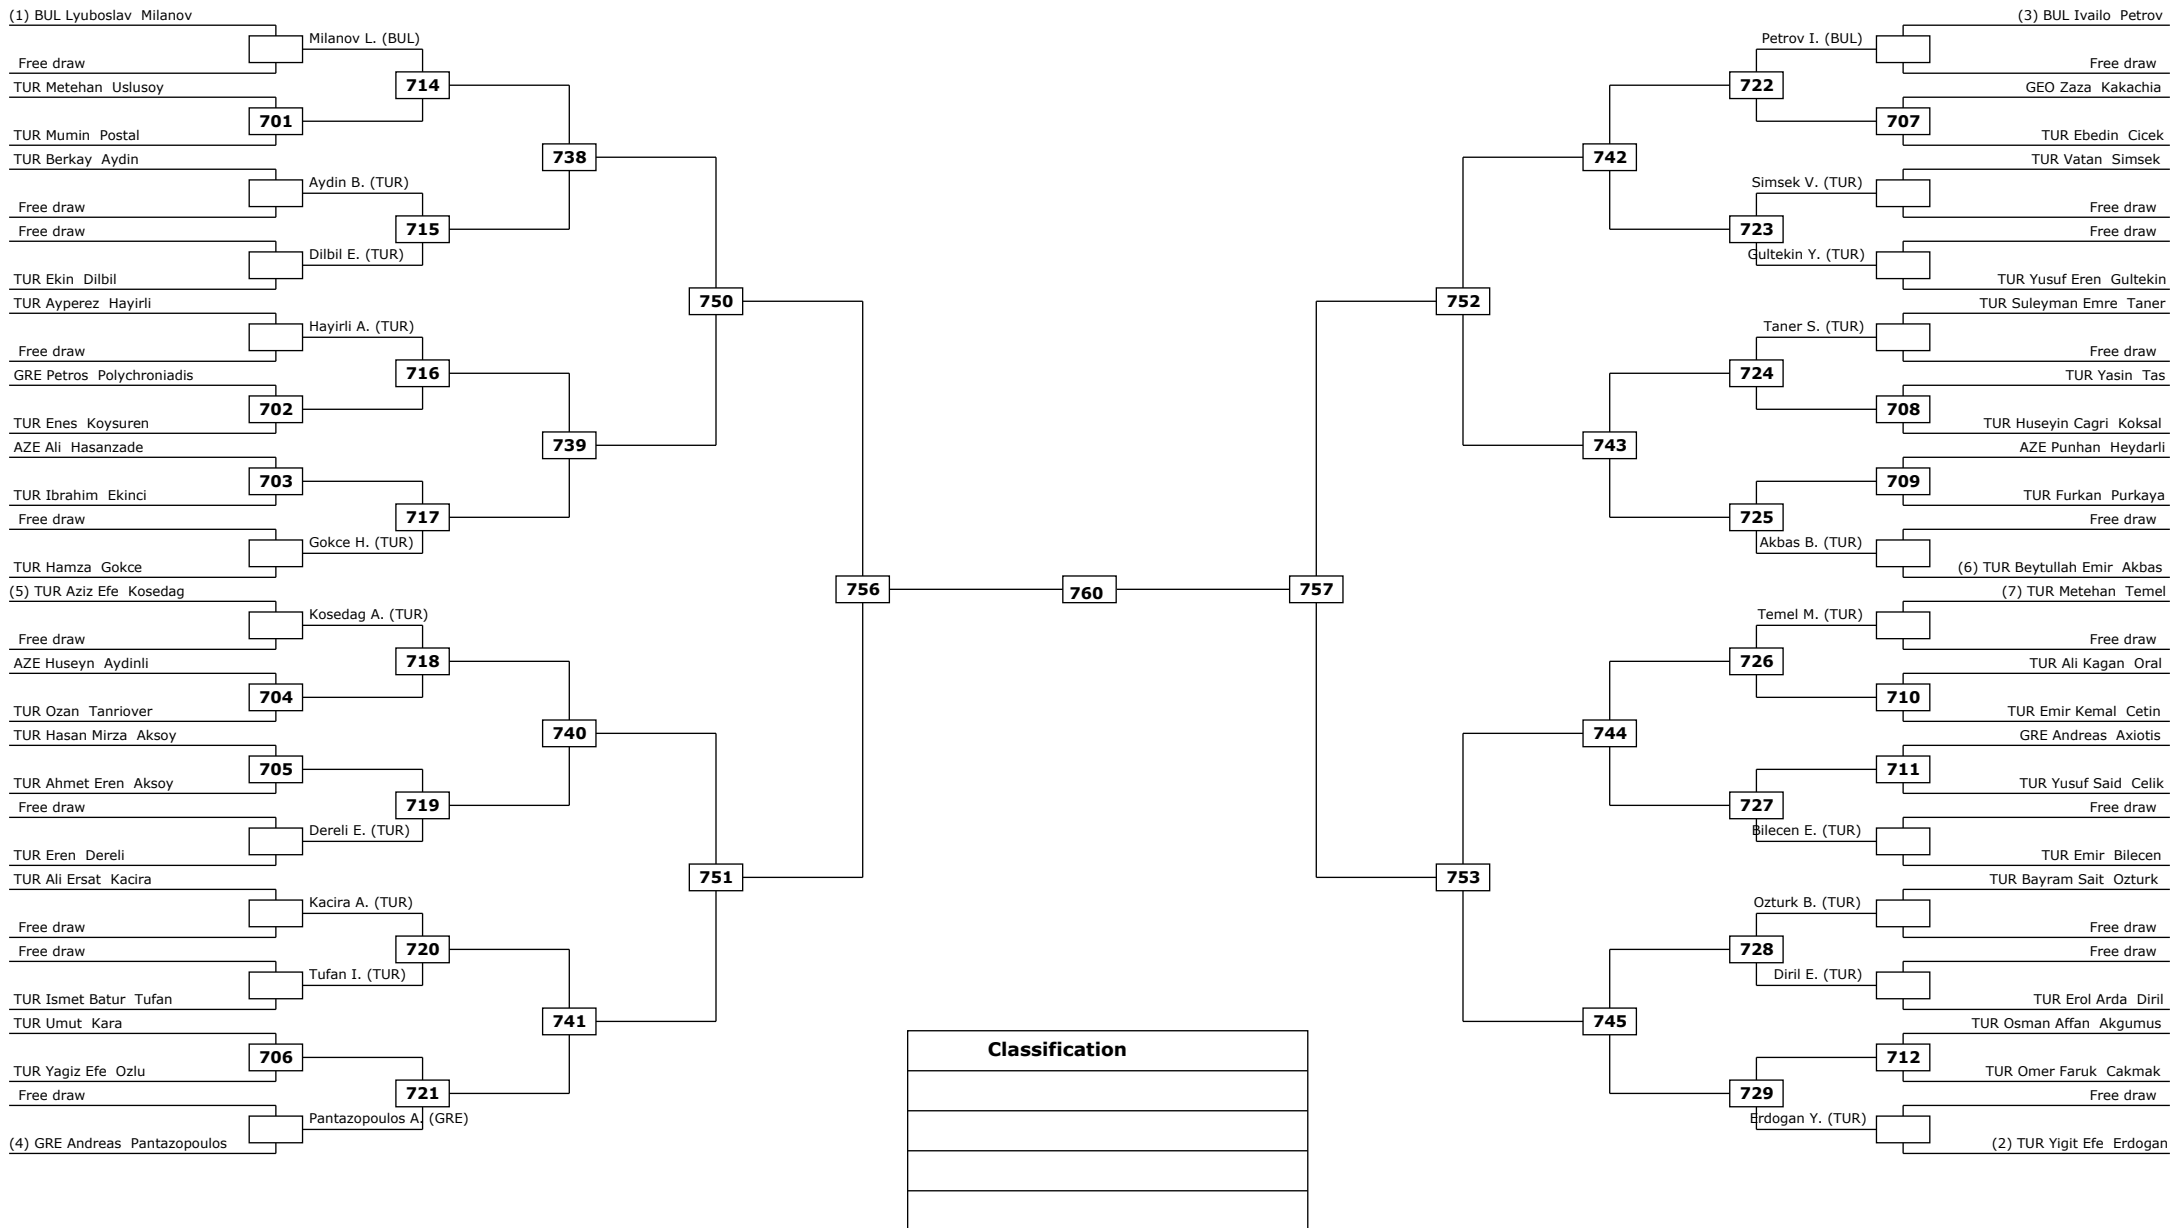 (1) BUL Lyuboslav Milanov
Milanov L. (BUL)
Free draw
714
TUR Metehan Uslusoy
701
TUR Mumin Postal
738
TUR Berkay Aydin
Aydin B. (TUR)
Free draw
715
Free draw
Dilbil E. (TUR)
TUR Ekin Dilbil
750
TUR Ayperez Hayirli
Hayirli A. (TUR)
Free draw
716
GRE Petros Polychroniadis
702
TUR Enes Koysuren
739
AZE Ali Hasanzade
703
TUR Ibrahim Ekinci
717
Free draw
Gokce H. (TUR)
TUR Hamza Gokce
756
(5) TUR Aziz Efe Kosedag
Kosedag A. (TUR)
Free draw
718
AZE Huseyn Aydinli
704
TUR Ozan Tanriover
740
TUR Hasan Mirza Aksoy
705
TUR Ahmet Eren Aksoy
719
Free draw
Dereli E. (TUR)
TUR Eren Dereli
751
TUR Ali Ersat Kacira
Kacira A. (TUR)
Free draw
720
Free draw
Tufan I. (TUR)
TUR Ismet Batur Tufan
741
TUR Umut Kara
706
TUR Yagiz Efe Ozlu
721
Free draw
Pantazopoulos A. (GRE)
(4) GRE Andreas Pantazopoulos
760
(3) BUL Ivailo Petrov
Petrov I. (BUL)
Free draw
722
GEO Zaza Kakachia
707
TUR Ebedin Cicek
742
TUR Vatan Simsek
Simsek V. (TUR)
Free draw
723
Free draw
Gultekin Y. (TUR)
TUR Yusuf Eren Gultekin
752
TUR Suleyman Emre Taner
Taner S. (TUR)
Free draw
724
TUR Yasin Tas
708
TUR Huseyin Cagri Koksal
743
AZE Punhan Heydarli
709
TUR Furkan Purkaya
725
Free draw
Akbas B. (TUR)
(6) TUR Beytullah Emir Akbas
757
(7) TUR Metehan Temel
Temel M. (TUR)
Free draw
726
TUR Ali Kagan Oral
710
TUR Emir Kemal Cetin
744
GRE Andreas Axiotis
711
TUR Yusuf Said Celik
727
Free draw
Bilecen E. (TUR)
TUR Emir Bilecen
753
TUR Bayram Sait Ozturk
Ozturk B. (TUR)
Free draw
728
Free draw
Diril E. (TUR)
TUR Erol Arda Diril
745
TUR Osman Affan Akgumus
712
TUR Omer Faruk Cakmak
729
Free draw
Erdogan Y. (TUR)
(2) TUR Yigit Efe Erdogan
Classification